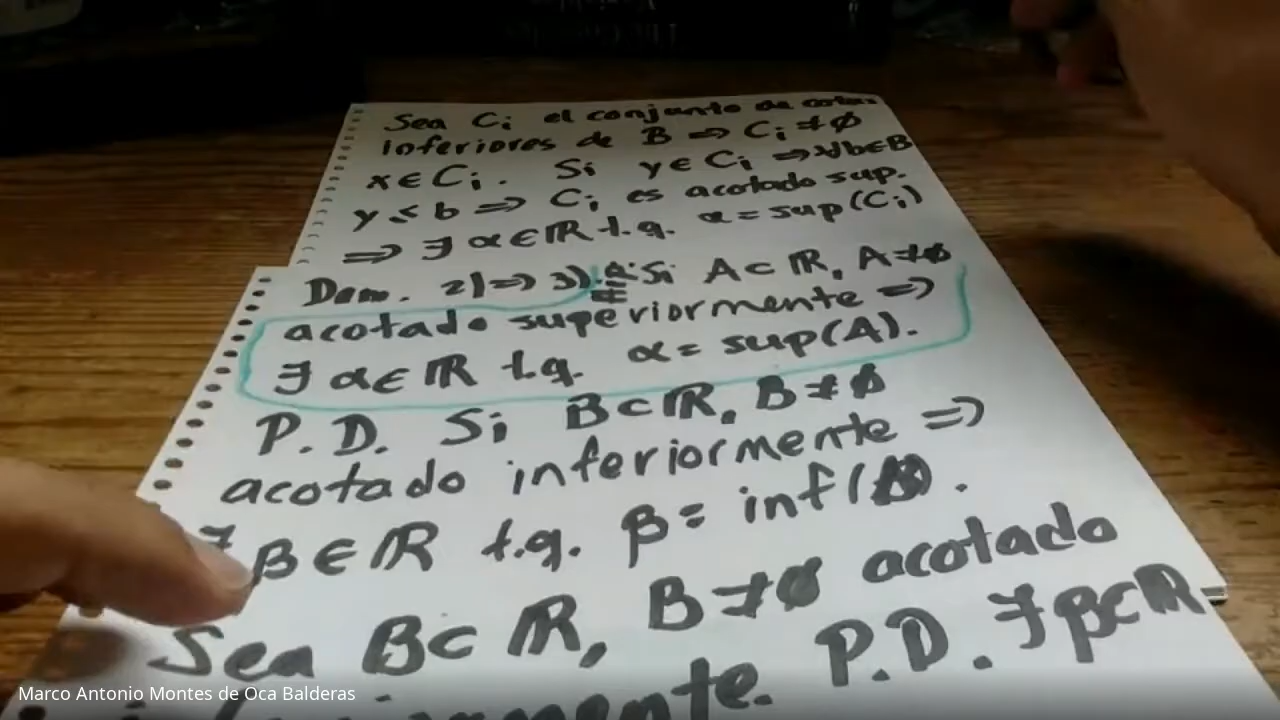 Sea Ci el conjunto de cotas
inferiores de B => Ci ≠ ∅
x ∈ Ci. Si y ∈ Ci => ∀b∈B
y ≤ b => Ci es acotado sup.
=> ∃ α ∈ ℝ t.q. α = sup(Ci)
Dem. 2) => 3) Si A ⊂ ℝ, A ≠ ∅
acotado superiormente =>
∃ α ∈ ℝ t.q. α = sup(A).
P.D. Si B ⊂ ℝ, B ≠ ∅
acotado inferiormente =>
∃ β ∈ ℝ t.q. β = inf(B).
Sea B ⊂ ℝ, B ≠ ∅ acotado
P.D. ∃ β ⊂ ℝ
Marco Antonio Montes de Oca Balderas